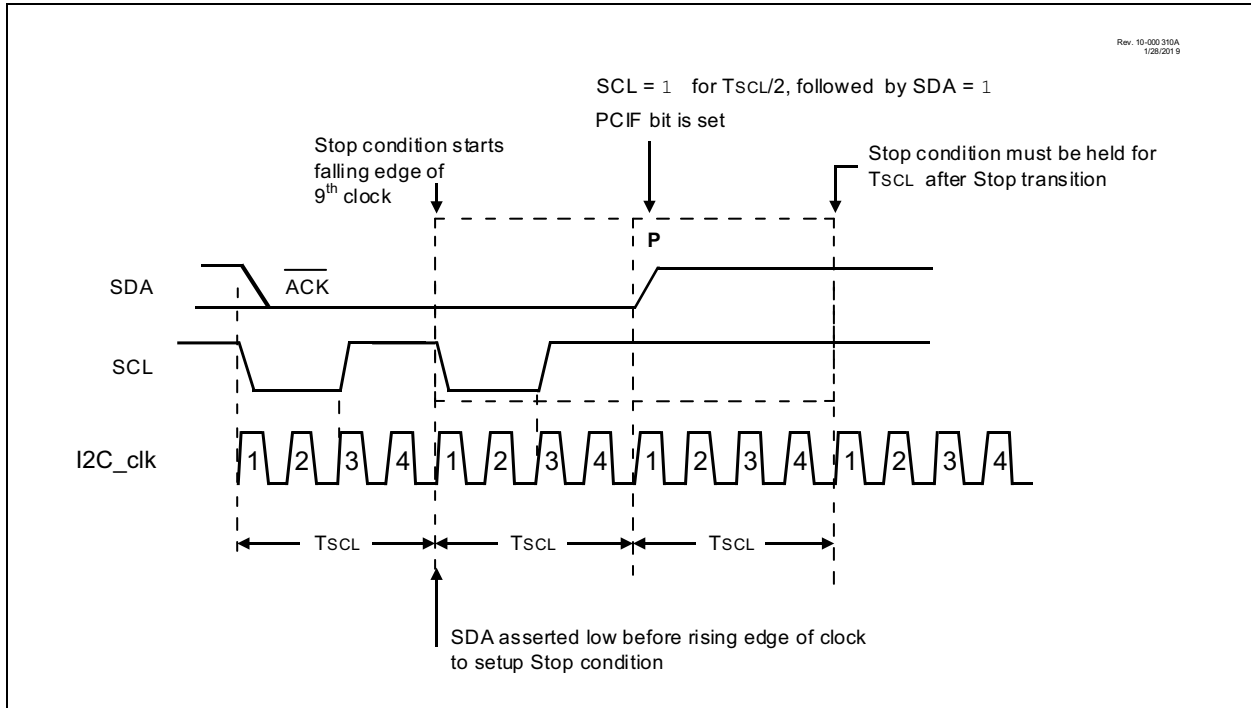 Rev. 10-000 310A
1/28/201 9
SCL = 1 for TSCL/2, followed by SDA = 1
PCIF bit is set
Stop condition starts
falling edge of
9th clock
Stop condition must be held for
TSCL after Stop transition
P
SDA
ACK
SCL
I2C_clk
1 2 3 4 1 2 3 4 1 2 3 4 1 2 3 4
TSCL TSCL TSCL
SDA asserted low before rising edge of clock
to setup Stop condition